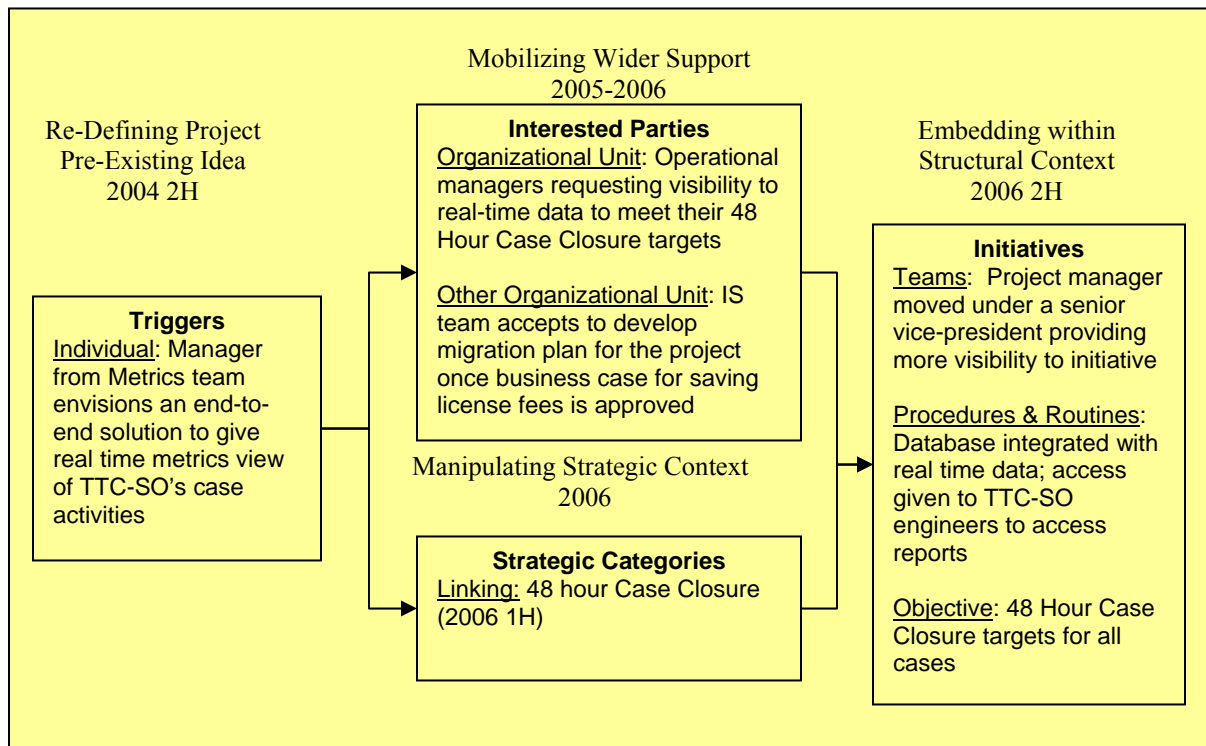 Re-Defining Project
Pre-Existing Idea
2004 2H
Triggers
Individual: Manager
from Metrics team
envisions an end-to-
end solution to give
real time metrics view
of TTC-SO's case
activities
Mobilizing Wider Support
2005-2006
Interested Parties
Organizational Unit: Operational
managers requesting visibility to
real-time data to meet their 48
Hour Case Closure targets
Other Organizational Unit: IS
team accepts to develop
migration plan for the project
once business case for saving
license fees is approved
Manipulating Strategic Context
2006
Strategic Categories
Linking: 48 hour Case Closure
(2006 1H)
Embedding within
Structural Context
2006 2H
Initiatives
Teams: Project manager
moved under a senior
vice-president providing
more visibility to initiative
Procedures & Routines:
Database integrated with
real time data; access
given to TTC-SO
engineers to access
reports
Objective: 48 Hour Case
Closure targets for all
cases